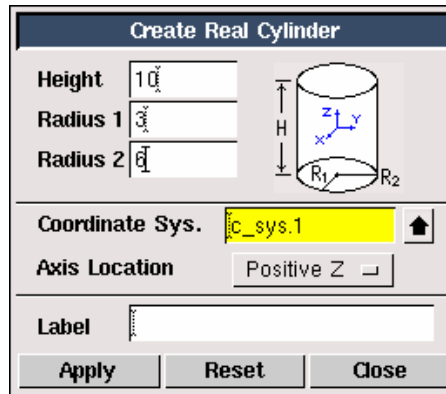 Create Real Cylinder
Height 10
Radius 1 3
Radius 2 6
H
Z
Y
X
R1
R2
Coordinate Sys. c_sys.1
Axis Location Positive Z
Label
Apply Reset Close